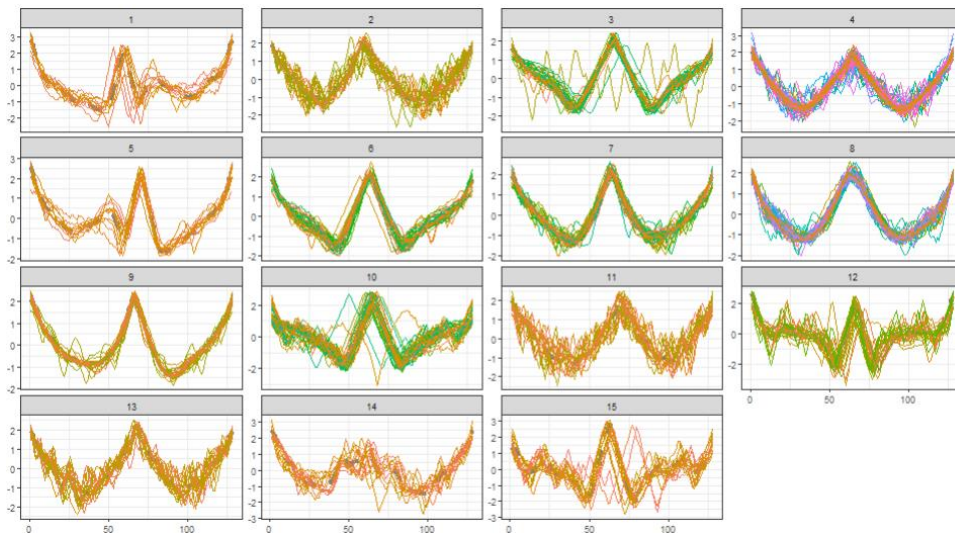 1 2 3 4
3 2 2 3
2 1 1 2
1 0 0 1
0 -1 -1 0
-1 -2 -2 -1
-2 -2
5 6 7 8
3 2 2 2
2 1 1 1
1 0 0 0
0 -1 -1 -1
-1 -2 -2 -2
-2
9 10 11 12
2 2 2 2
1 1 1 0
0 0 0 -2
-1 -1 -1
-2 -2 -2
0 50 100
13 14 15
2 3 3
1 2 2
0 1 1
-1 0 0
-2 -1 -1
-2 -2
-3 -3
0 50 100 0 50 100 0 50 100